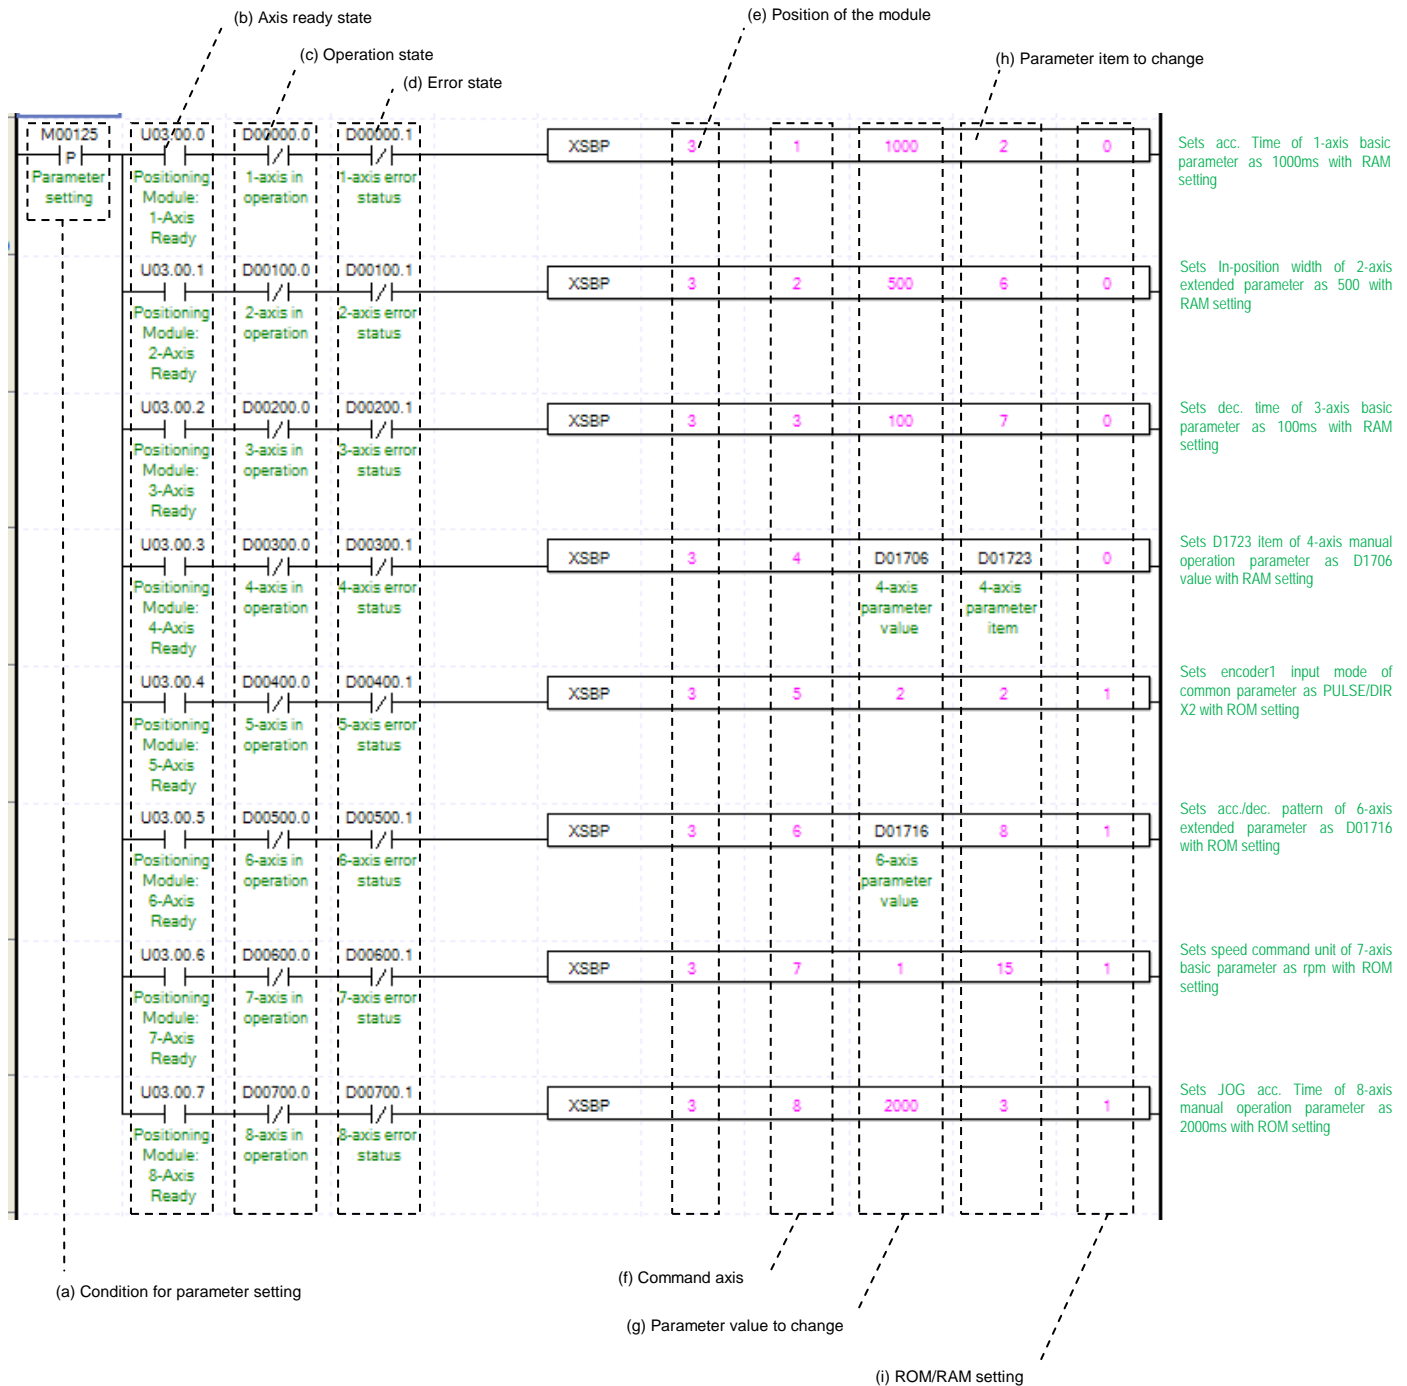 (b) Axis ready state
(e) Position of the module
(c) Operation state
(h) Parameter item to change
(d) Error state
M00125 U03.00.0 D00000.0 D00000.1
P
XSBP 3 1 1000 2 0
Parameter
setting
Positioning
Module:
1-Axis
Ready
1-axis in
operation
1-axis error
status
Sets acc. Time of 1-axis basic
parameter as 1000ms with RAM
setting
U03.00.1 D00100.0 D00100.1
XSBP 3 2 500 6 0
Positioning
Module:
2-Axis
Ready
2-axis in
operation
2-axis error
status
Sets In-position width of 2-axis
extended parameter as 500 with
RAM setting
U03.00.2 D00200.0 D00200.1
XSBP 3 3 100 7 0
Positioning
Module:
3-Axis
Ready
3-axis in
operation
3-axis error
status
Sets dec. time of 3-axis basic
parameter as 100ms with RAM
setting
U03.00.3 D00300.0 D00300.1
XSBP 3 4 D01706 D01723 0
Positioning
Module:
4-Axis
Ready
4-axis in
operation
4-axis error
status
4-axis
parameter
value
4-axis
parameter
item
Sets D1723 item of 4-axis manual
operation parameter as D1706
value with RAM setting
U03.00.4 D00400.0 D00400.1
XSBP 3 5 2 2 1
Positioning
Module:
5-Axis
Ready
5-axis in
operation
5-axis error
status
Sets encoder1 input mode of
common parameter as PULSE/DIR
X2 with ROM setting
U03.00.5 D00500.0 D00500.1
XSBP 3 6 D01716 8 1
Positioning
Module:
6-Axis
Ready
6-axis in
operation
6-axis error
status
6-axis
parameter
value
Sets acc./dec. pattern of 6-axis
extended parameter as D01716
with ROM setting
U03.00.6 D00600.0 D00600.1
XSBP 3 7 1 15 1
Positioning
Module:
7-Axis
Ready
7-axis in
operation
7-axis error
status
Sets speed command unit of 7-axis
basic parameter as rpm with ROM
setting
U03.00.7 D00700.0 D00700.1
XSBP 3 8 2000 3 1
Positioning
Module:
8-Axis
Ready
8-axis in
operation
8-axis error
status
Sets JOG acc. Time of 8-axis
manual operation parameter as
2000ms with ROM setting
(f) Command axis
(a) Condition for parameter setting
(g) Parameter value to change
(i) ROM/RAM setting